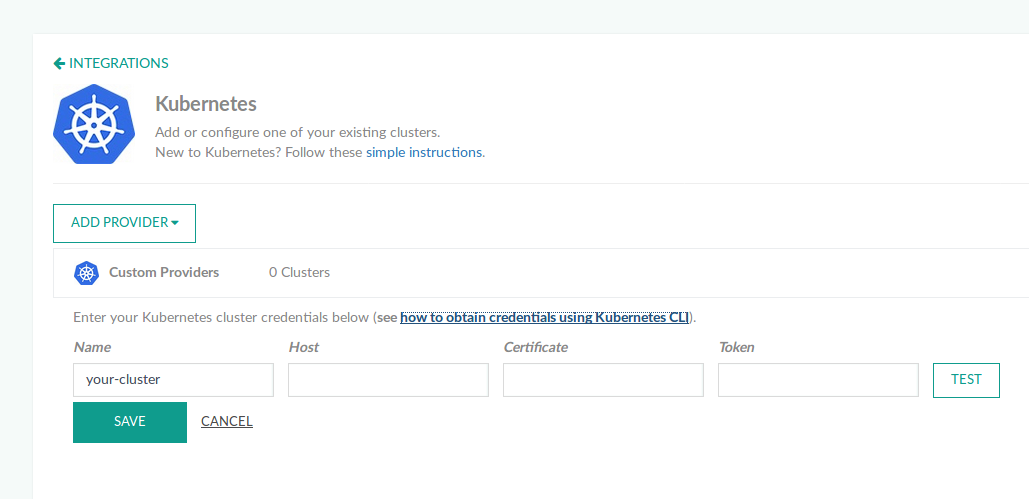 INTEGRATIONS
Kubernetes
Add or configure one of your existing clusters.
New to Kubernetes? Follow these simple instructions.
ADD PROVIDER
Custom Providers 0 Clusters
Enter your Kubernetes cluster credentials below (see how to obtain credentials using Kubernetes CLI).
Name Host Certificate Token
your-cluster TEST
SAVE CANCEL